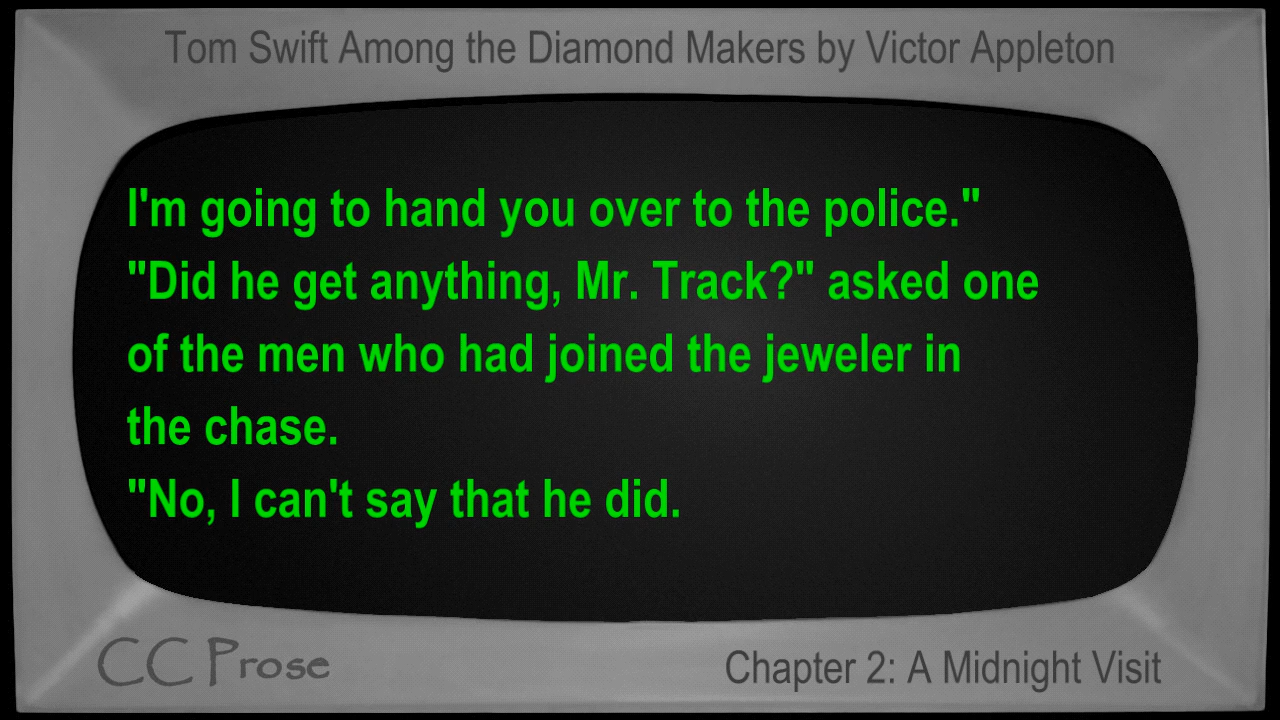 Tom Swift Among the Diamond Makers by Victor Appleton
I'm going to hand you over to the police."
"Did he get anything, Mr. Track?" asked one
of the men who had joined the jeweler in
the chase.
"No, I can't say that he did.
CC Prose
Chapter 2: A Midnight Visit